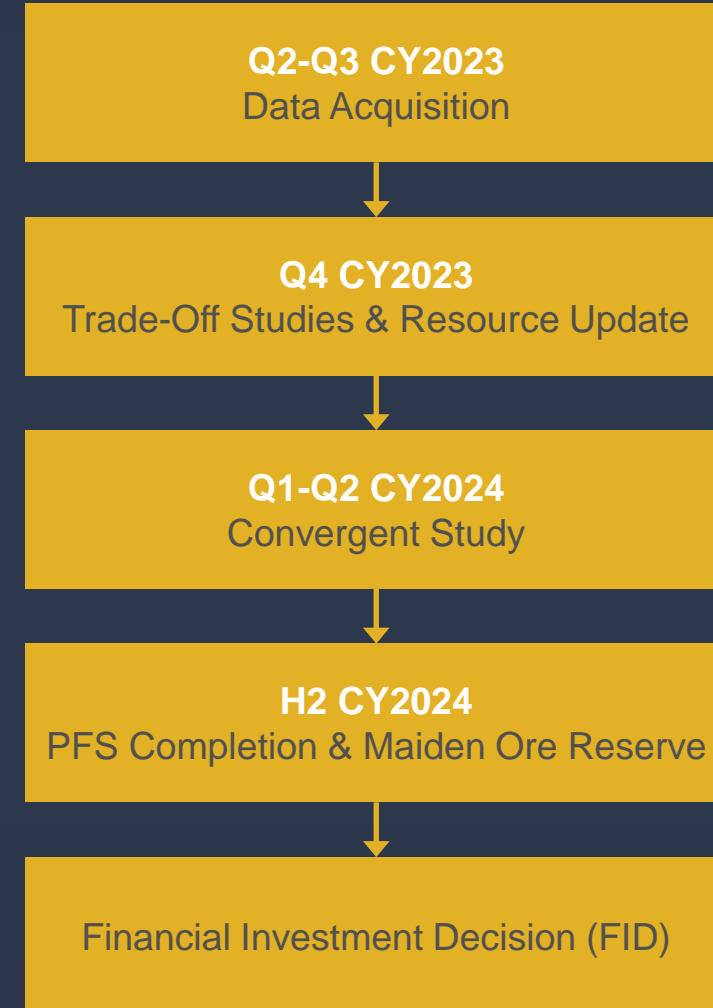 Q2-Q3 CY2023
Data Acquisition
Q4 CY2023
Trade-Off Studies & Resource Update
Q1-Q2 CY2024
Convergent Study
H2 CY2024
PFS Completion & Maiden Ore Reserve
Financial Investment Decision (FID)